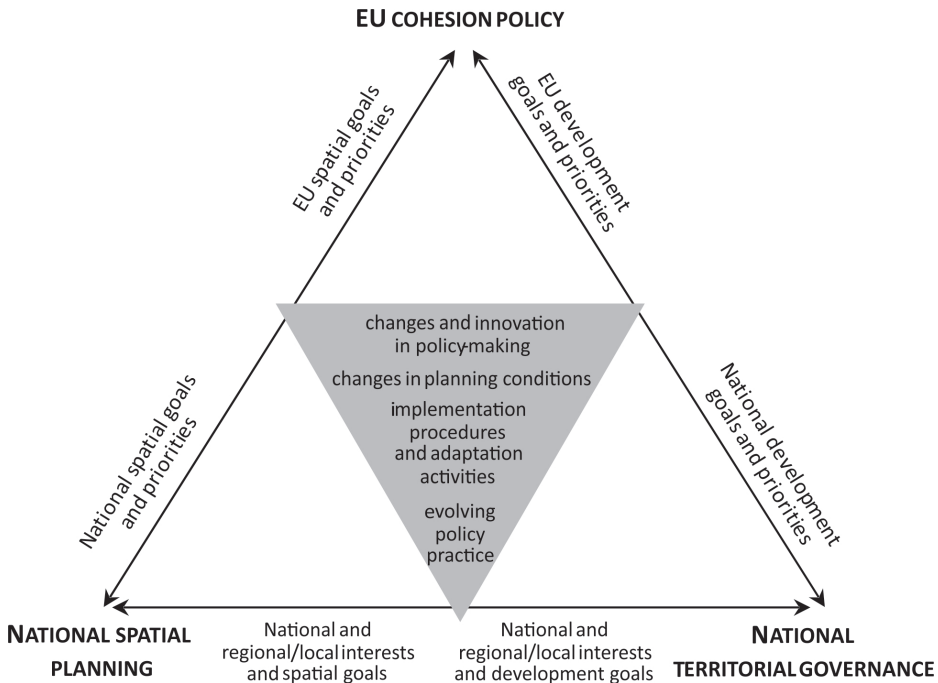 EU COHESION POLICY
EU spatial goals
and priorities
EU development
goals and priorities
changes and innovation
in policy-making
changes in planning conditions
implementation
procedures
and adaptation
activities
evolving
policy
practice
National spatial goals
and priorities
National development
goals and priorities
NATIONAL SPATIAL
PLANNING
National and
regional/local interests
and spatial goals
National and
regional/local interests
and development goals
NATIONAL
TERRITORIAL GOVERNANCE